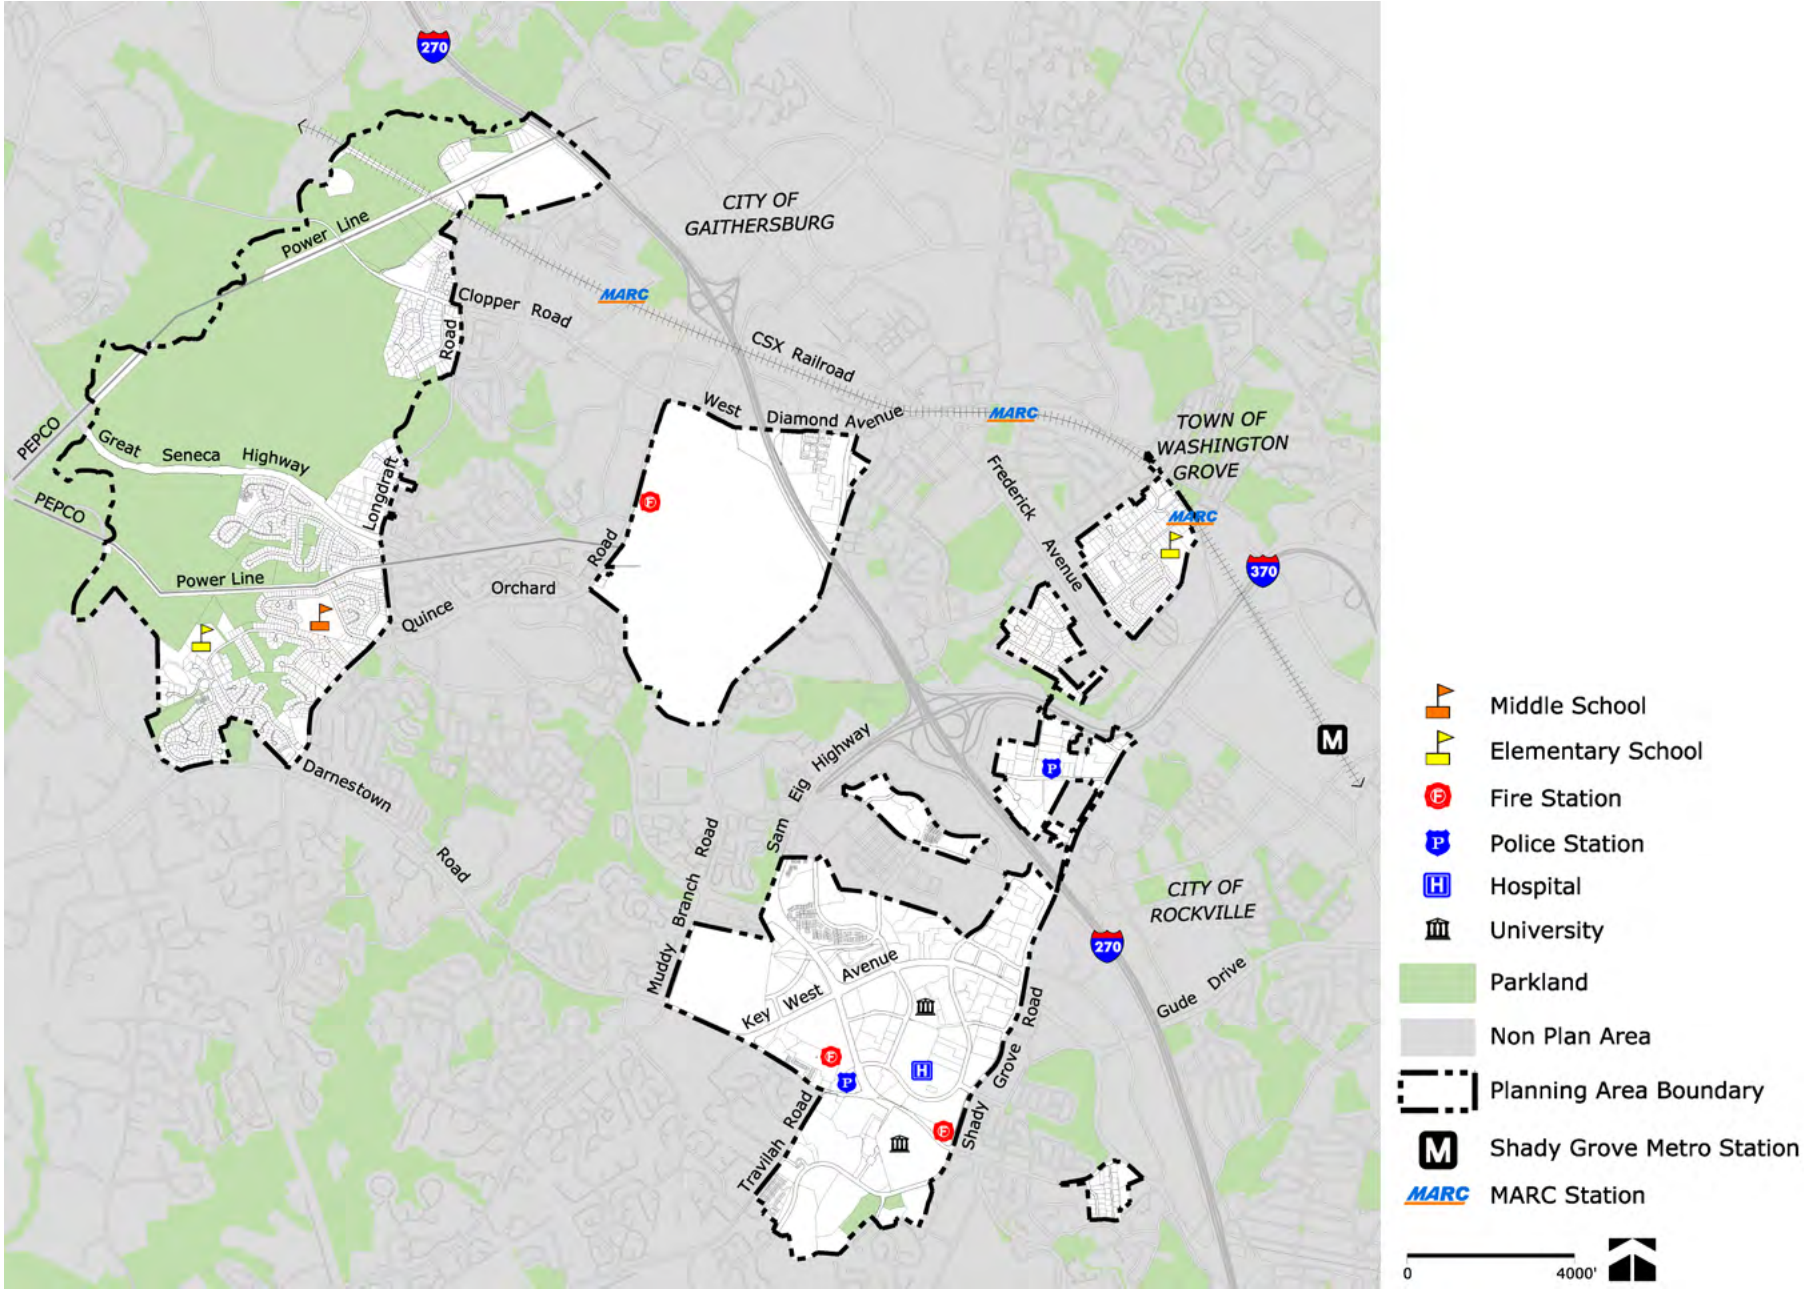 270
CITY OF
GAITHERSBURG
Power Line
Clopper Road
MARC
Road
CSX Railroad
West Diamond Avenue
MARC
TOWN OF
WASHINGTON
GROVE
PEPCO
Great Seneca Highway
Longdraft
PEPCO
Frederick Avenue
MARC
F
Road
370
Power Line
Quince Orchard
M
Sam Eig Highway
P
Darnestown Road
Muddy Branch Road
CITY OF
ROCKVILLE
270
Key West Avenue
Gude Drive
F
P
H
Shady Grove Road
F
Travilah Road
Middle School
Elementary School
F Fire Station
P Police Station
H Hospital
University
Parkland
Non Plan Area
Planning Area Boundary
M Shady Grove Metro Station
MARC MARC Station
0 4000'